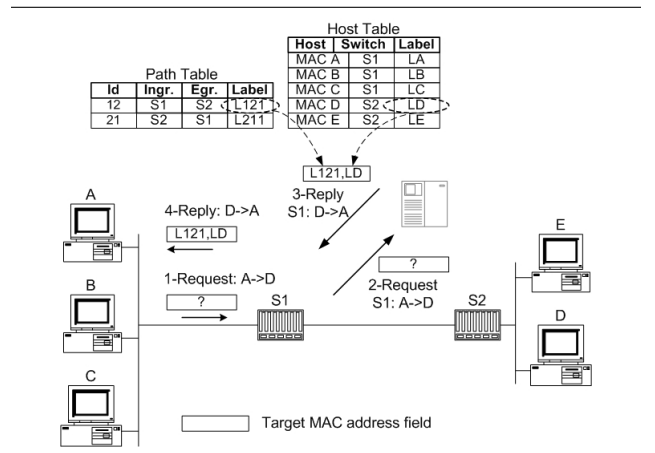 Host Table
Host Switch Label
MAC A S1 LA
MAC B S1 LB
MAC C S1 LC
MAC D S2 LD
MAC E S2 LE
Path Table
Id Ingr. Egr. Label
12 S1 S2 L121
21 S2 S1 L211
L121,LD
3-Reply
S1: D->A
A
4-Reply: D->A
L121,LD
B
1-Request: A->D
?
S1
?
2-Request
S1: A->D
S2
E
D
C
Target MAC address field